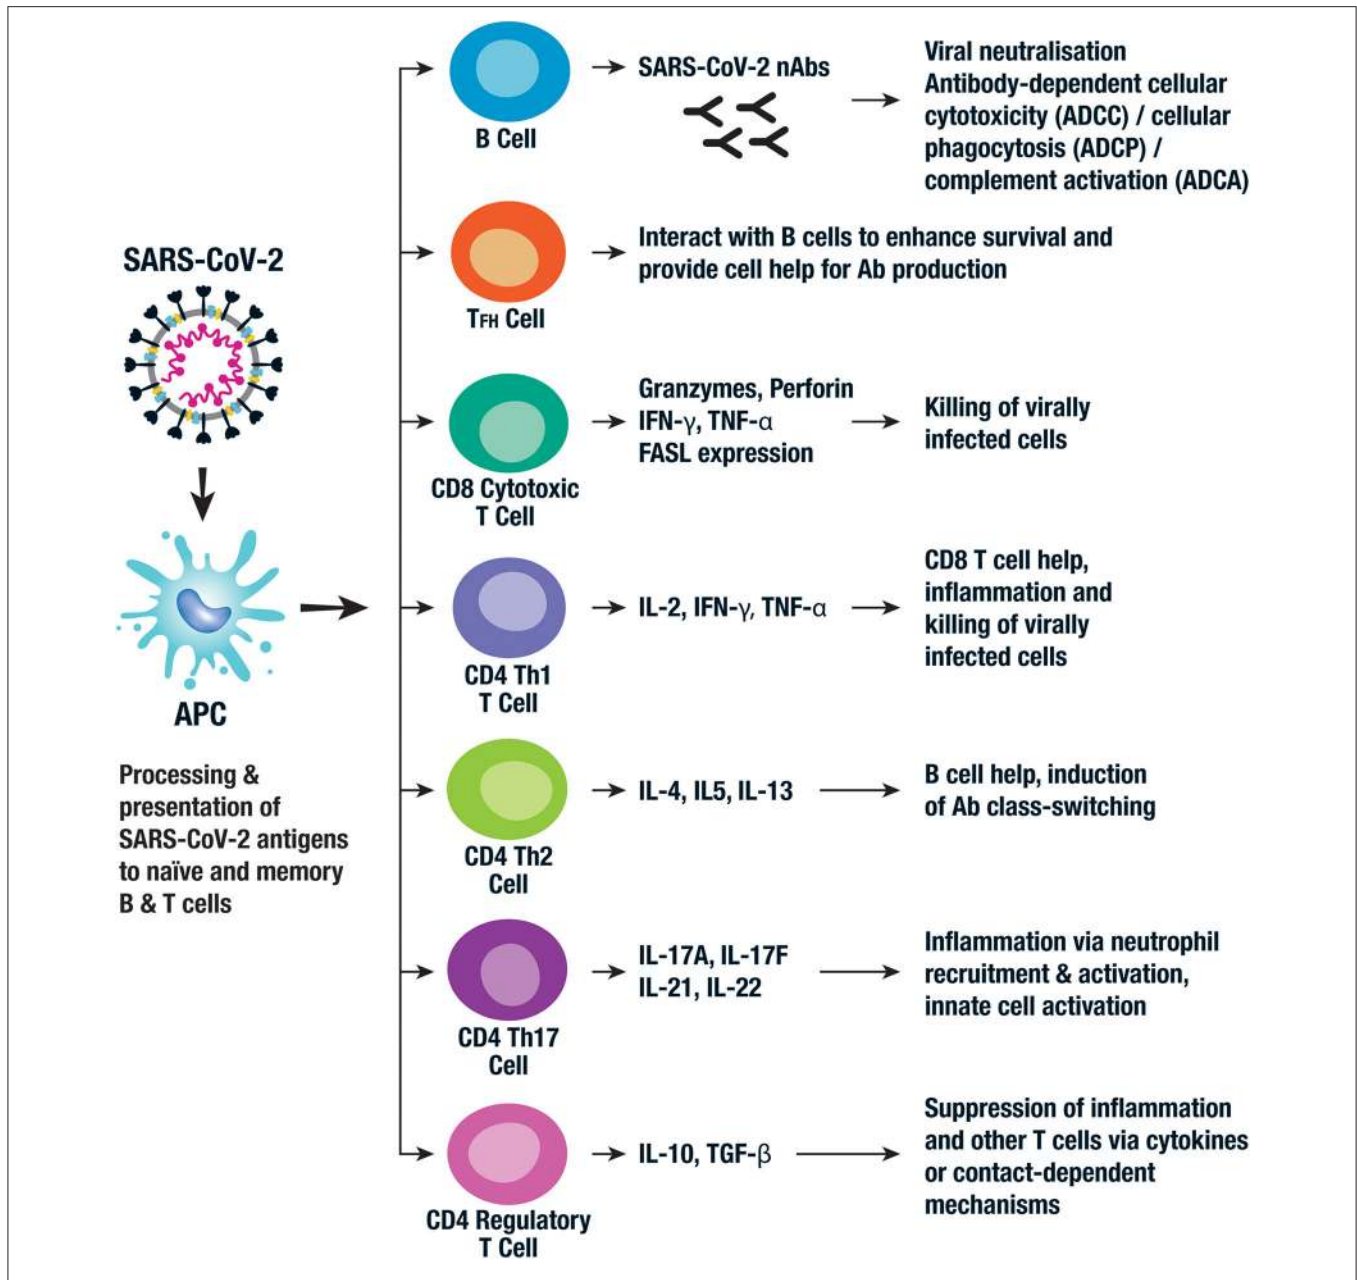 SARS-CoV-2
APC
Processing &
presentation of
SARS-CoV-2 antigens
to naïve and memory
B & T cells
B Cell
SARS-CoV-2 nAbs
Viral neutralisation
Antibody-dependent cellular
cytotoxicity (ADCC) / cellular
phagocytosis (ADCP) /
complement activation (ADCA)
TFH Cell
Interact with B cells to enhance survival and
provide cell help for Ab production
CD8 Cytotoxic
T Cell
Granzymes, Perforin
IFN-γ, TNF-α
FASL expression
Killing of virally
infected cells
CD4 Th1
T Cell
IL-2, IFN-γ, TNF-α
CD8 T cell help,
inflammation and
killing of virally
infected cells
CD4 Th2
Cell
IL-4, IL5, IL-13
B cell help, induction
of Ab class-switching
CD4 Th17
Cell
IL-17A, IL-17F
IL-21, IL-22
Inflammation via neutrophil
recruitment & activation,
innate cell activation
CD4 Regulatory
T Cell
IL-10, TGF-β
Suppression of inflammation
and other T cells via cytokines
or contact-dependent
mechanisms